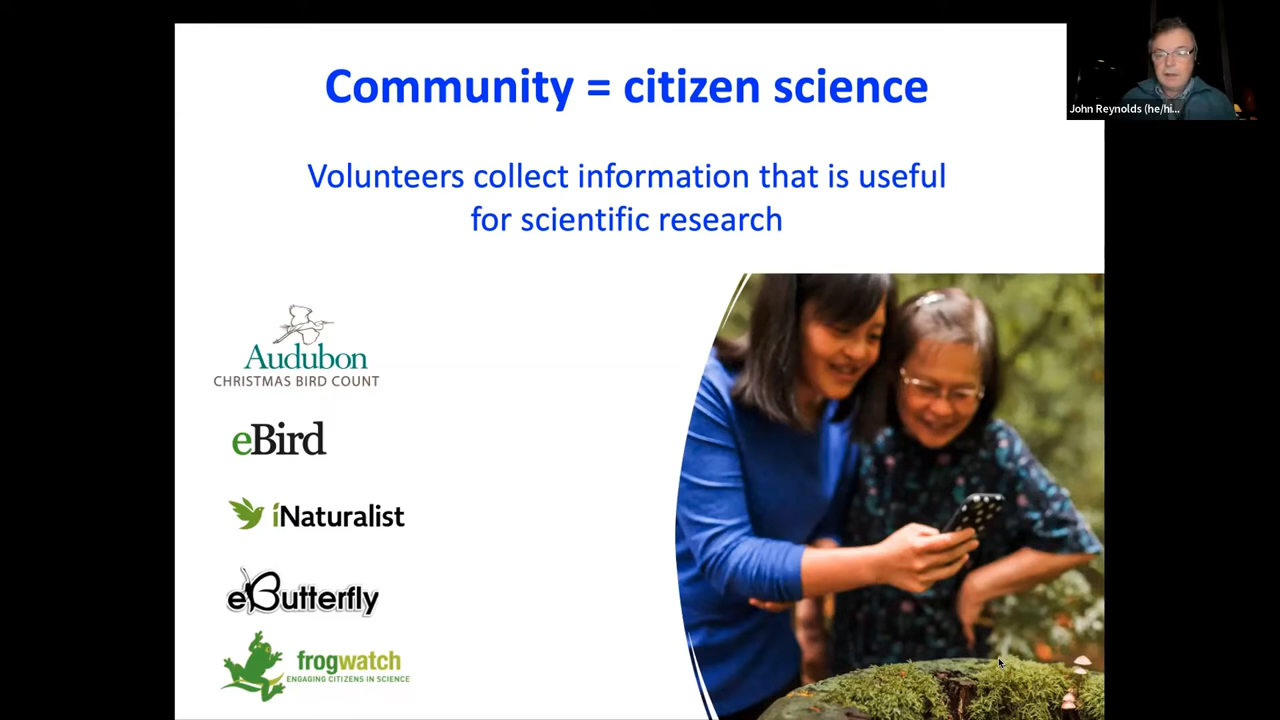 Community = citizen science
John Reynolds (he/hi...
Volunteers collect information that is useful
for scientific research
Audubon
CHRISTMAS BIRD COUNT
eBird
iNaturalist
eButterfly
frogwatch
ENGAGING CITIZENS IN SCIENCE